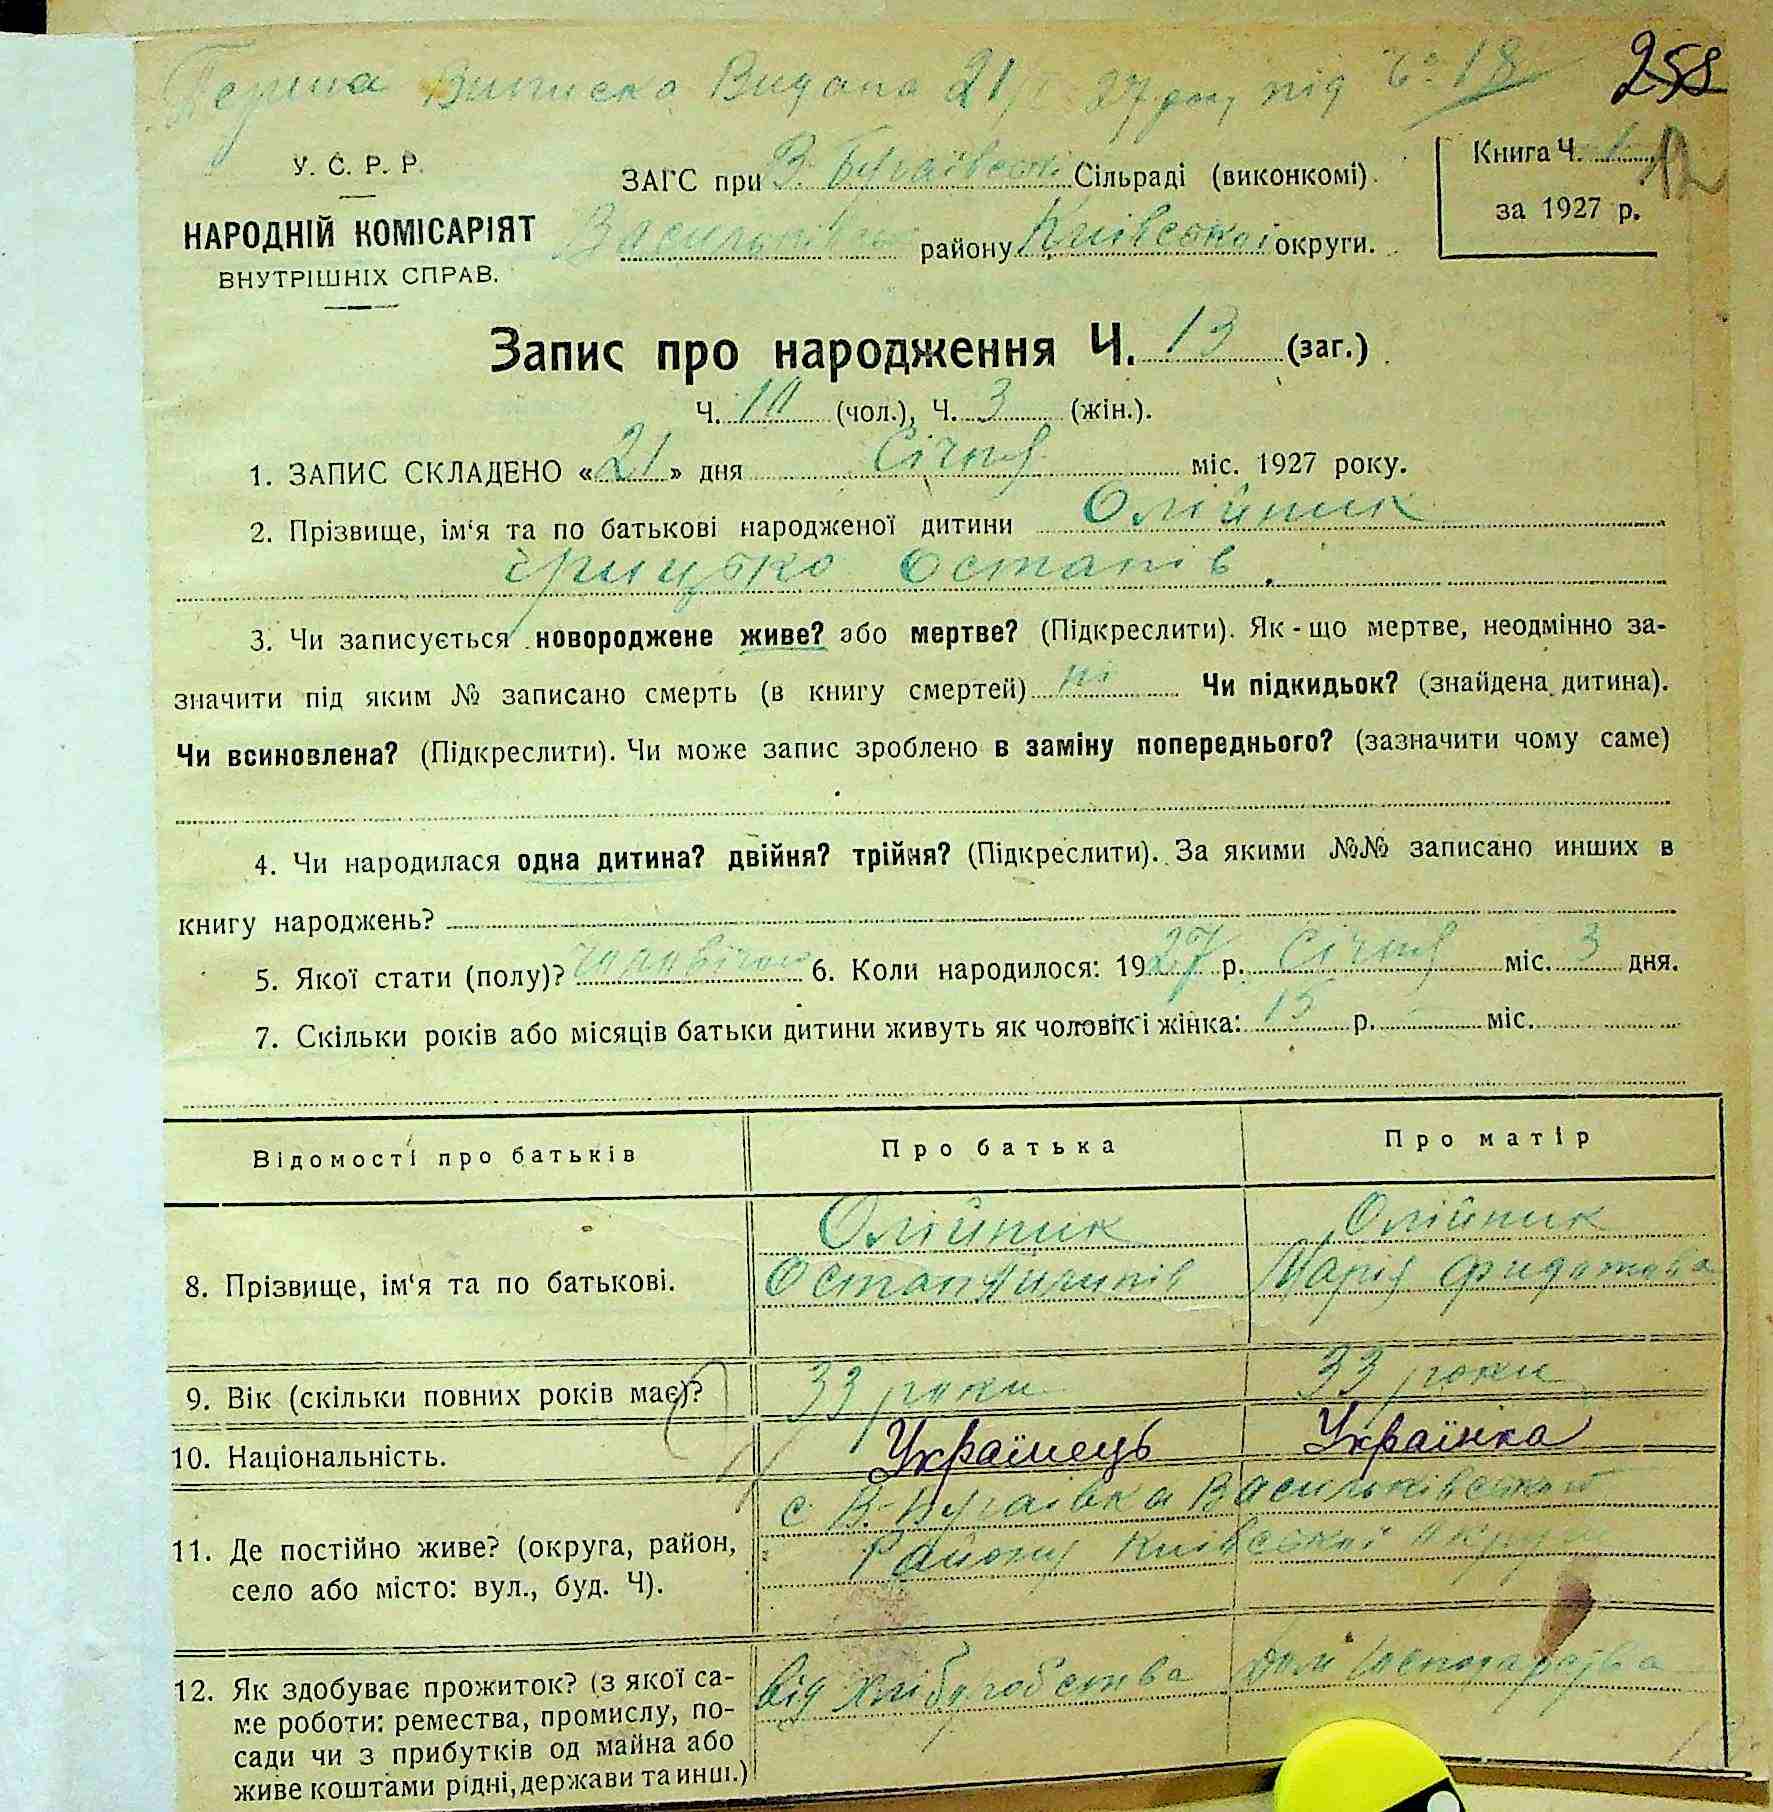 Перша Виписка Видана 21/I 27 року під Ч 18
258
У. С. Р. Р.
НАРОДНІЙ КОМІСАРІЯТ
ВНУТРІШНІХ СПРАВ.
ЗАГС при В. Бугаївські Сільраді (виконкомі).
Васильківськ району Київської округи.
Книга Ч. 1
12
за 1927 р.
Запис про народження Ч. 13 (заг.)
Ч. 10 (чол.), Ч. 3 (жін.).
1. ЗАПИС СКЛАДЕНО «21» дня Січня міс. 1927 року.
2. Прізвище, ім'я та по батькові народженої дитини Олійник
Грицько Остапів.
3. Чи записується новороджене живе? або мертве? (Підкреслити). Як-що мертве, неодмінно за-
значити під яким № записано смерть (в книгу смертей) ні Чи підкидьок? (знайдена дитина).
Чи всиновлена? (Підкреслити). Чи може запис зроблено в заміну попереднього? (зазначити чому саме)
4. Чи народилася одна дитина? двійня? трійня? (Підкреслити). За якими №№ записано инших в
книгу народжень?
5. Якої стати (полу)? чоловічої 6. Коли народилося: 1927 р. Січня міс. 3 дня.
7. Скільки років або місяців батьки дитини живуть як чоловік і жінка: 15 р. - міс.
Відомості про батьків Про батька Про матір
8. Прізвище, ім'я та по батькові. Олійник Остап Пилипів Олійник Марія Фидотова
9. Вік (скільки повних років має)? 33 роки 33 роки
10. Національність. Українець Українка
11. Де постійно живе? (округа, район,
село або місто: вул., буд. Ч).
с В.-Бугаївка Васильківського
Району Київської округи
12. Як здобуває прожиток? (з якої са-
ме роботи: ремества, промислу, по-
сади чи з прибутків од майна або
живе коштами рідні, держави та инш.)
від хліборобства дом господарства